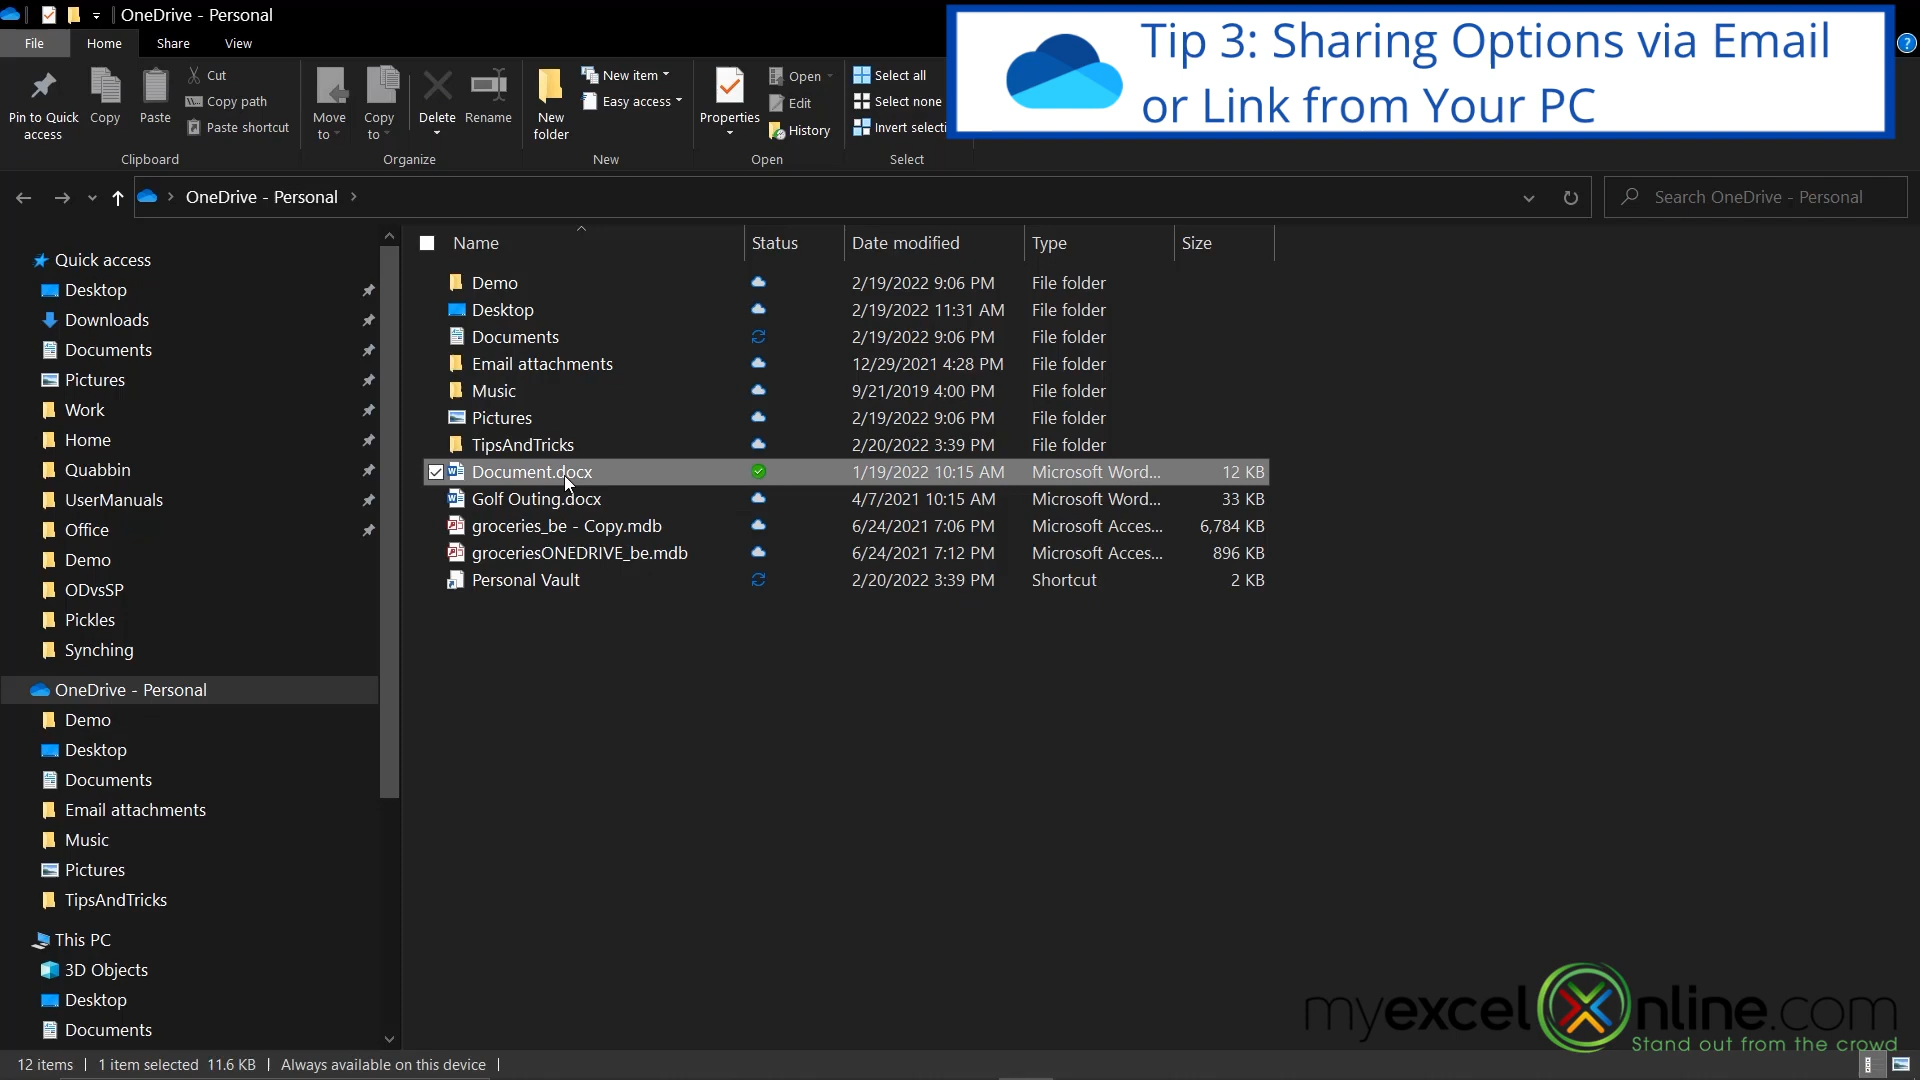 OneDrive - Personal
Tip 3: Sharing Options via Email
or Link from Your PC
File Home Share View
Pin to Quick access
Copy
Paste
Cut
Copy path
Paste shortcut
Clipboard
Move to
Copy to
Delete
Rename
Organize
New folder
New item
Easy access
New
Properties
Open
Edit
History
Open
Select all
Select none
Invert selecti
Select
OneDrive - Personal
Search OneDrive - Personal
Quick access
Desktop
Downloads
Documents
Pictures
Work
Home
Quabbin
UserManuals
Office
Demo
ODvsSP
Pickles
Synching
OneDrive - Personal
Demo
Desktop
Documents
Email attachments
Music
Pictures
TipsAndTricks
This PC
3D Objects
Desktop
Documents
Name Status Date modified Type Size
Demo 2/19/2022 9:06 PM File folder
Desktop 2/19/2022 11:31 AM File folder
Documents 2/19/2022 9:06 PM File folder
Email attachments 12/29/2021 4:28 PM File folder
Music 9/21/2019 4:00 PM File folder
Pictures 2/19/2022 9:06 PM File folder
TipsAndTricks 2/20/2022 3:39 PM File folder
Document.docx 1/19/2022 10:15 AM Microsoft Word... 12 KB
Golf Outing.docx 4/7/2021 10:15 AM Microsoft Word... 33 KB
groceries_be - Copy.mdb 6/24/2021 7:06 PM Microsoft Acces... 6,784 KB
groceriesONEDRIVE_be.mdb 6/24/2021 7:12 PM Microsoft Acces... 896 KB
Personal Vault 2/20/2022 3:39 PM Shortcut 2 KB
myexcelOnline.com
Stand out from the crowd
12 items 1 item selected 11.6 KB Always available on this device